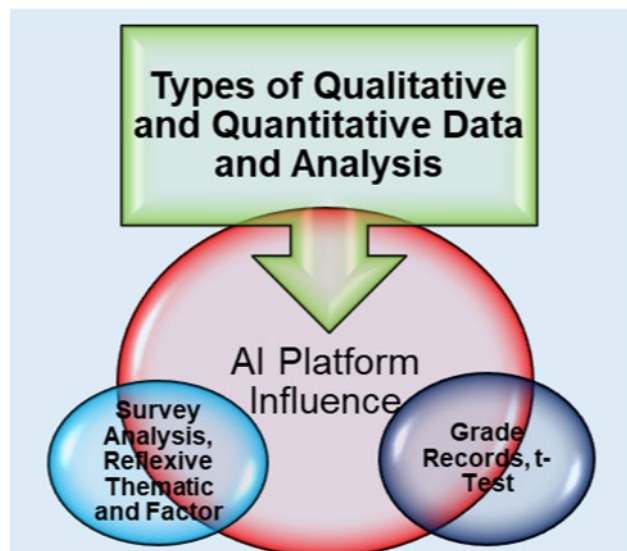 Types of Qualitative
and Quantitative Data
and Analysis
AI Platform
Influence
Survey
Analysis,
Reflexive
Thematic
and Factor
Grade
Records, t-
Test